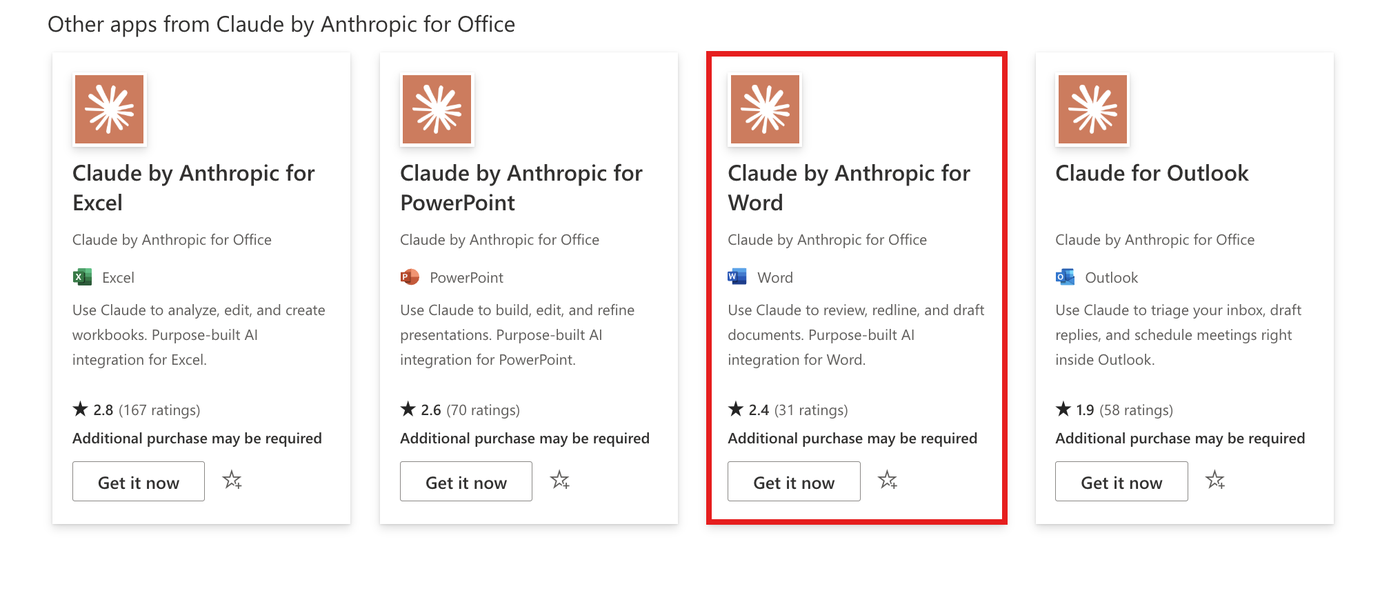 Other apps from Claude by Anthropic for Office
Claude by Anthropic for
Excel
Claude by Anthropic for Office
Excel
Use Claude to analyze, edit, and create
workbooks. Purpose-built AI
integration for Excel.
2.8 (167 ratings)
Additional purchase may be required
Get it now
Claude by Anthropic for
PowerPoint
Claude by Anthropic for Office
PowerPoint
Use Claude to build, edit, and refine
presentations. Purpose-built AI
integration for PowerPoint.
2.6 (70 ratings)
Additional purchase may be required
Get it now
Claude by Anthropic for
Word
Claude by Anthropic for Office
Word
Use Claude to review, redline, and draft
documents. Purpose-built AI
integration for Word.
2.4 (31 ratings)
Additional purchase may be required
Get it now
Claude for Outlook
Claude by Anthropic for Office
Outlook
Use Claude to triage your inbox, draft
replies, and schedule meetings right
inside Outlook.
1.9 (58 ratings)
Additional purchase may be required
Get it now